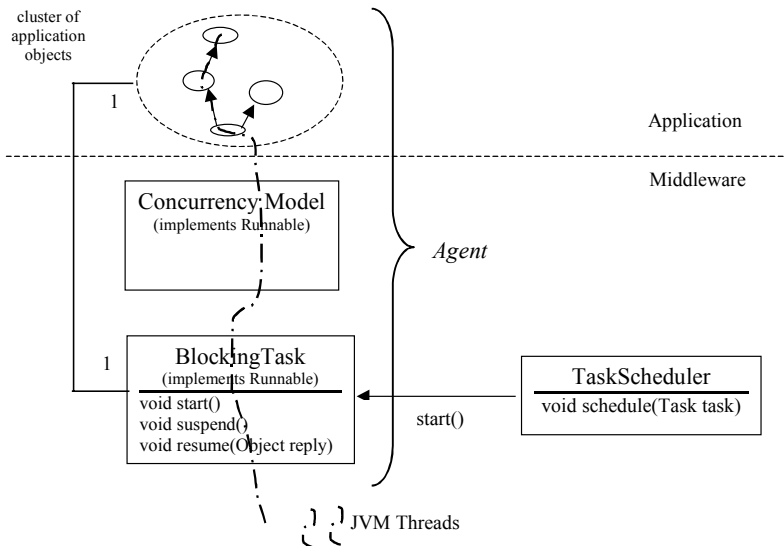 cluster of
application
objects
1
Application
Middleware
Concurrency Model
(implements Runnable)
Agent
1
BlockingTask
(implements Runnable)
void start()
void suspend()
void resume(Object reply)
start()
TaskScheduler
void schedule(Task task)
JVM Threads